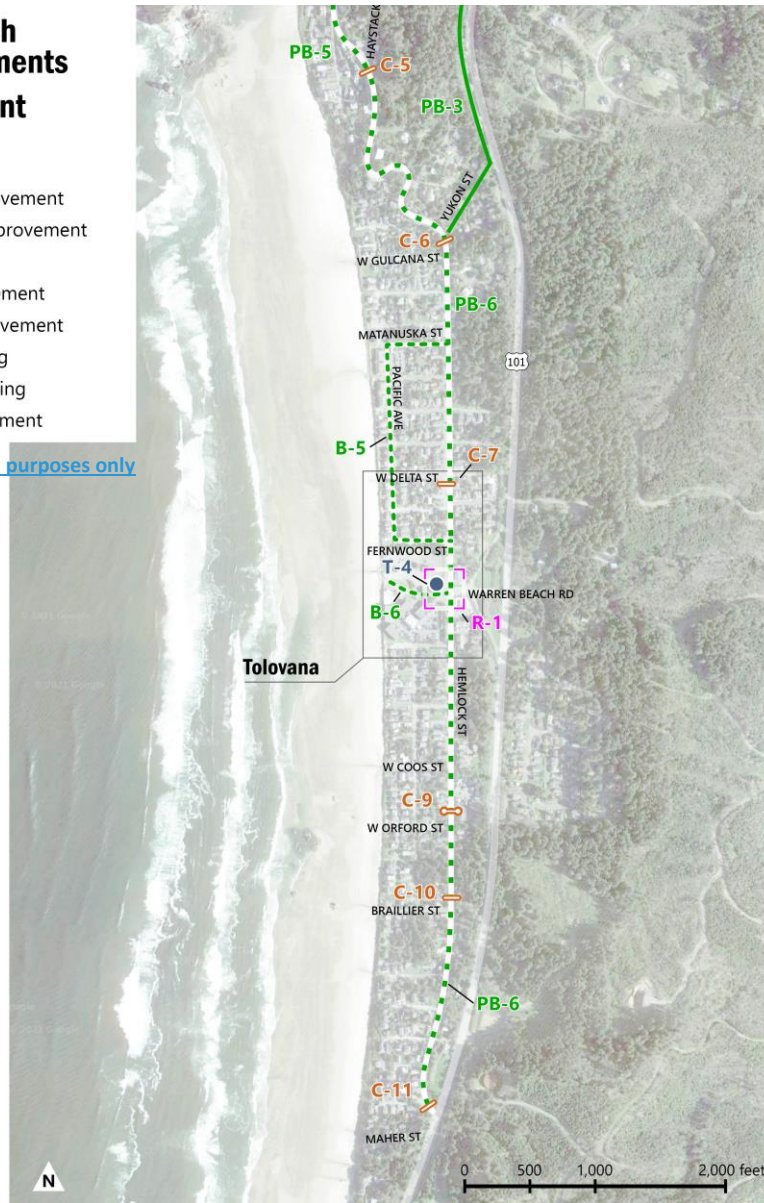 h
ments
nt
vement
provement
ement
ovement
g
ing
ment
purposes only
PB-5
HAYSTACK
C-5
PB-3
YUKON ST
C-6
W GULCANA ST
PB-6
MATANUSKA ST
101
PACIFIC AVE
B-5
C-7
W DELTA ST
FERNWOOD ST
T-4
WARREN BEACH RD
B-6
R-1
Tolovana
HEMLOCK ST
W COOS ST
C-9
W ORFORD ST
C-10
BRAILLIER ST
PB-6
C-11
MAHER ST
N
0 500 1,000 2,000 feet